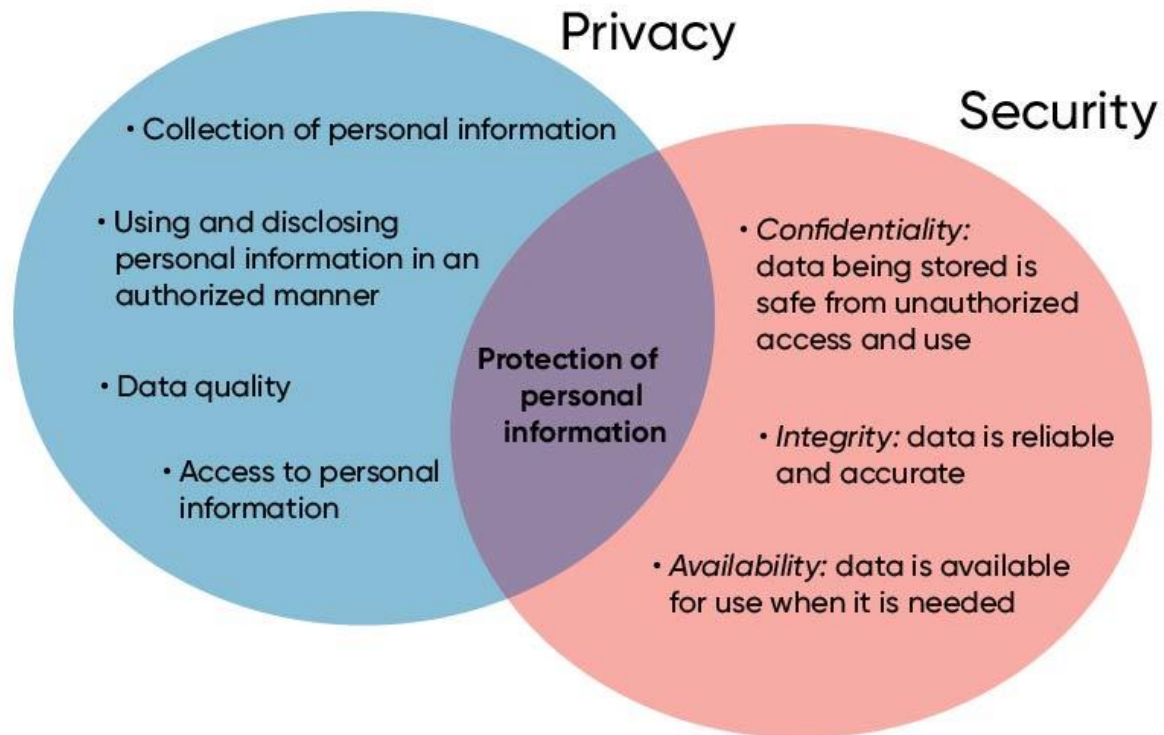 Privacy
Security
• Collection of personal information
• Using and disclosing
personal information in an
authorized manner
• Data quality
• Access to personal
information
Protection of
personal
information
• Confidentiality:
data being stored is
safe from unauthorized
access and use
• Integrity: data is reliable
and accurate
• Availability: data is available
for use when it is needed